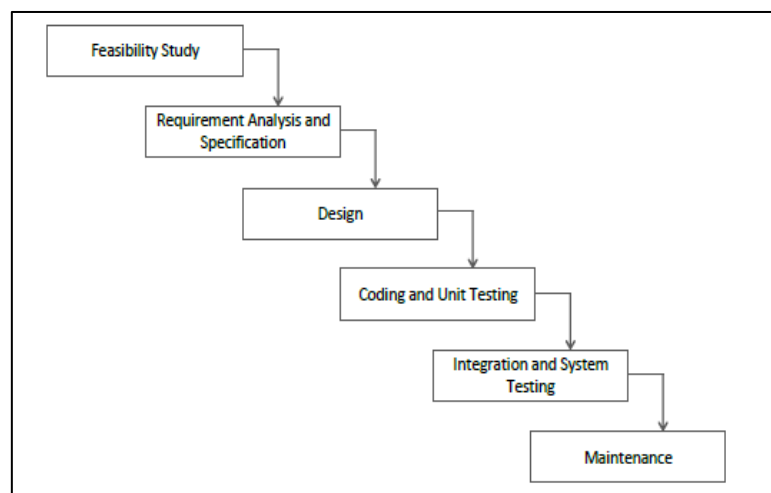 Feasibility Study
Requirement Analysis and
Specification
Design
Coding and Unit Testing
Integration and System
Testing
Maintenance